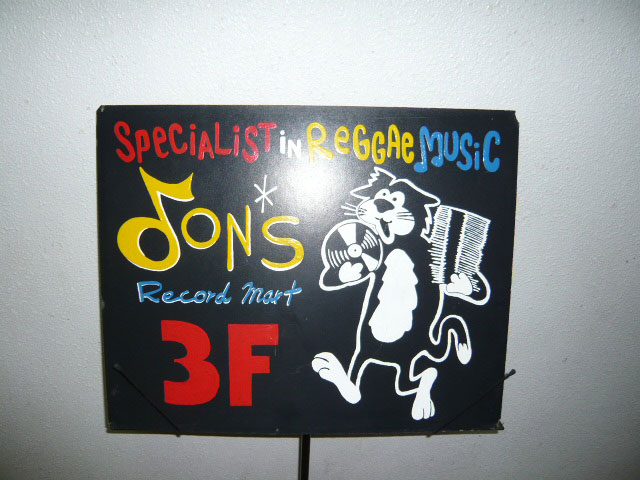 SPeCiALiST iN ReGGAe MUSiC
DON'S
Record Mart
3F